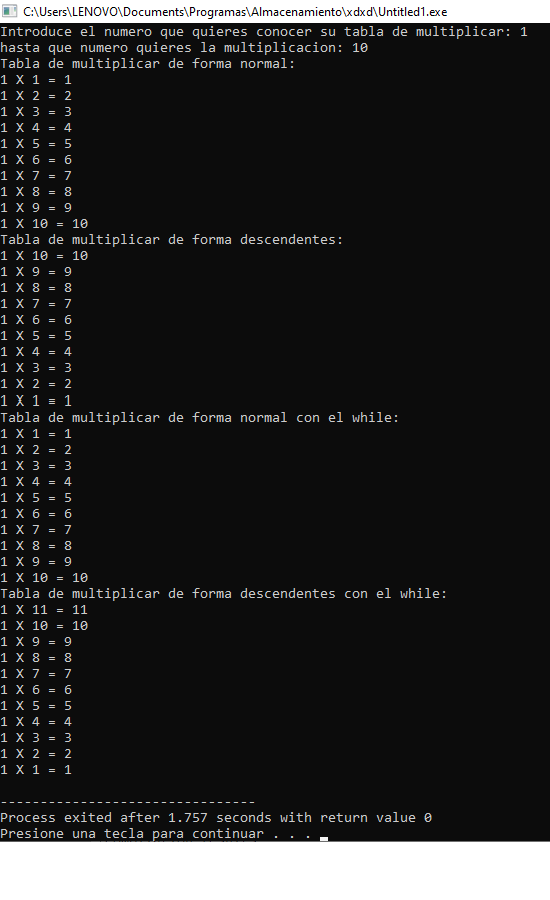 C:\Users\LENOVO\Documents\Programas\Almacenamiento\xdxd\Untitled1.exe
Introduce el numero que quieres conocer su tabla de multiplicar: 1
hasta que numero quieres la multiplicacion: 10
Tabla de multiplicar de forma normal:
1 X 1 = 1
1 X 2 = 2
1 X 3 = 3
1 X 4 = 4
1 X 5 = 5
1 X 6 = 6
1 X 7 = 7
1 X 8 = 8
1 X 9 = 9
1 X 10 = 10
Tabla de multiplicar de forma descendentes:
1 X 10 = 10
1 X 9 = 9
1 X 8 = 8
1 X 7 = 7
1 X 6 = 6
1 X 5 = 5
1 X 4 = 4
1 X 3 = 3
1 X 2 = 2
1 X 1 = 1
Tabla de multiplicar de forma normal con el while:
1 X 1 = 1
1 X 2 = 2
1 X 3 = 3
1 X 4 = 4
1 X 5 = 5
1 X 6 = 6
1 X 7 = 7
1 X 8 = 8
1 X 9 = 9
1 X 10 = 10
Tabla de multiplicar de forma descendentes con el while:
1 X 11 = 11
1 X 10 = 10
1 X 9 = 9
1 X 8 = 8
1 X 7 = 7
1 X 6 = 6
1 X 5 = 5
1 X 4 = 4
1 X 3 = 3
1 X 2 = 2
1 X 1 = 1
--------------------------------
Process exited after 1.757 seconds with return value 0
Presione una tecla para continuar . . .